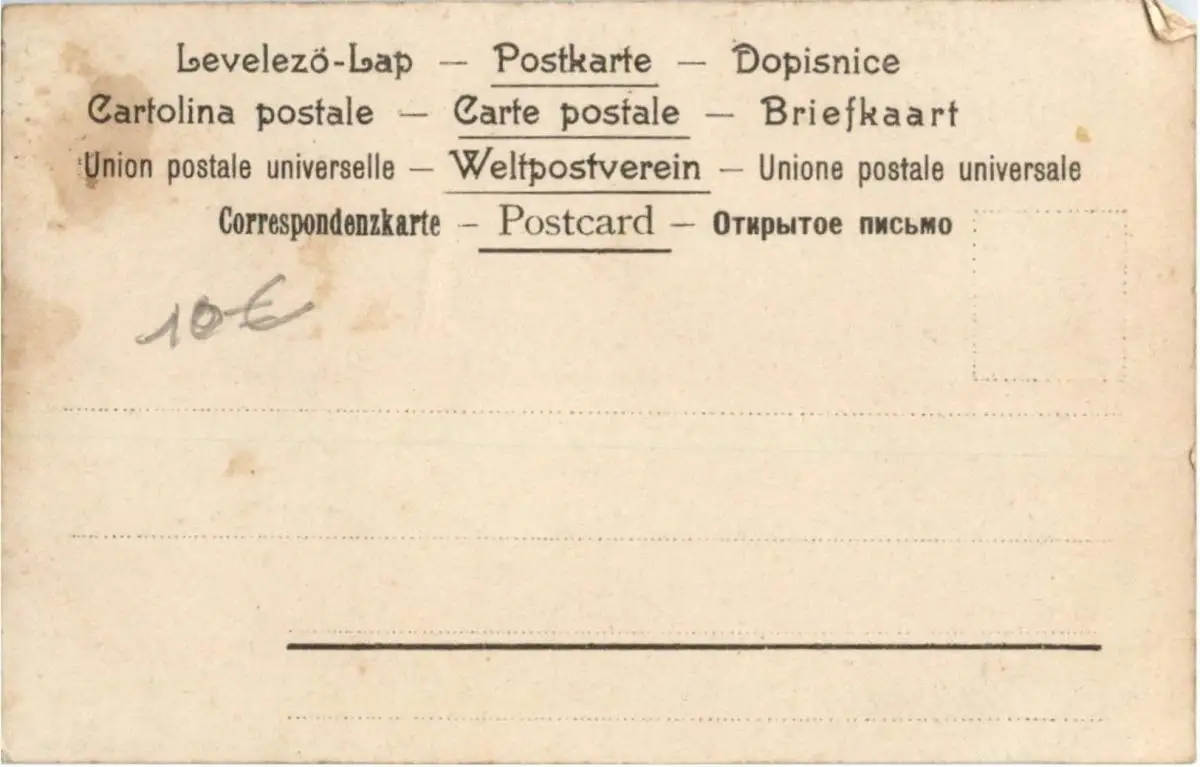 Levelező-Lap — Postkarte — Dopisnice
Cartolina postale — Carte postale — Briefkaart
Union postale universelle — Weltpostverein — Unione postale universale
Correspondenzkarte — Postcard — Открытое письмо
10€